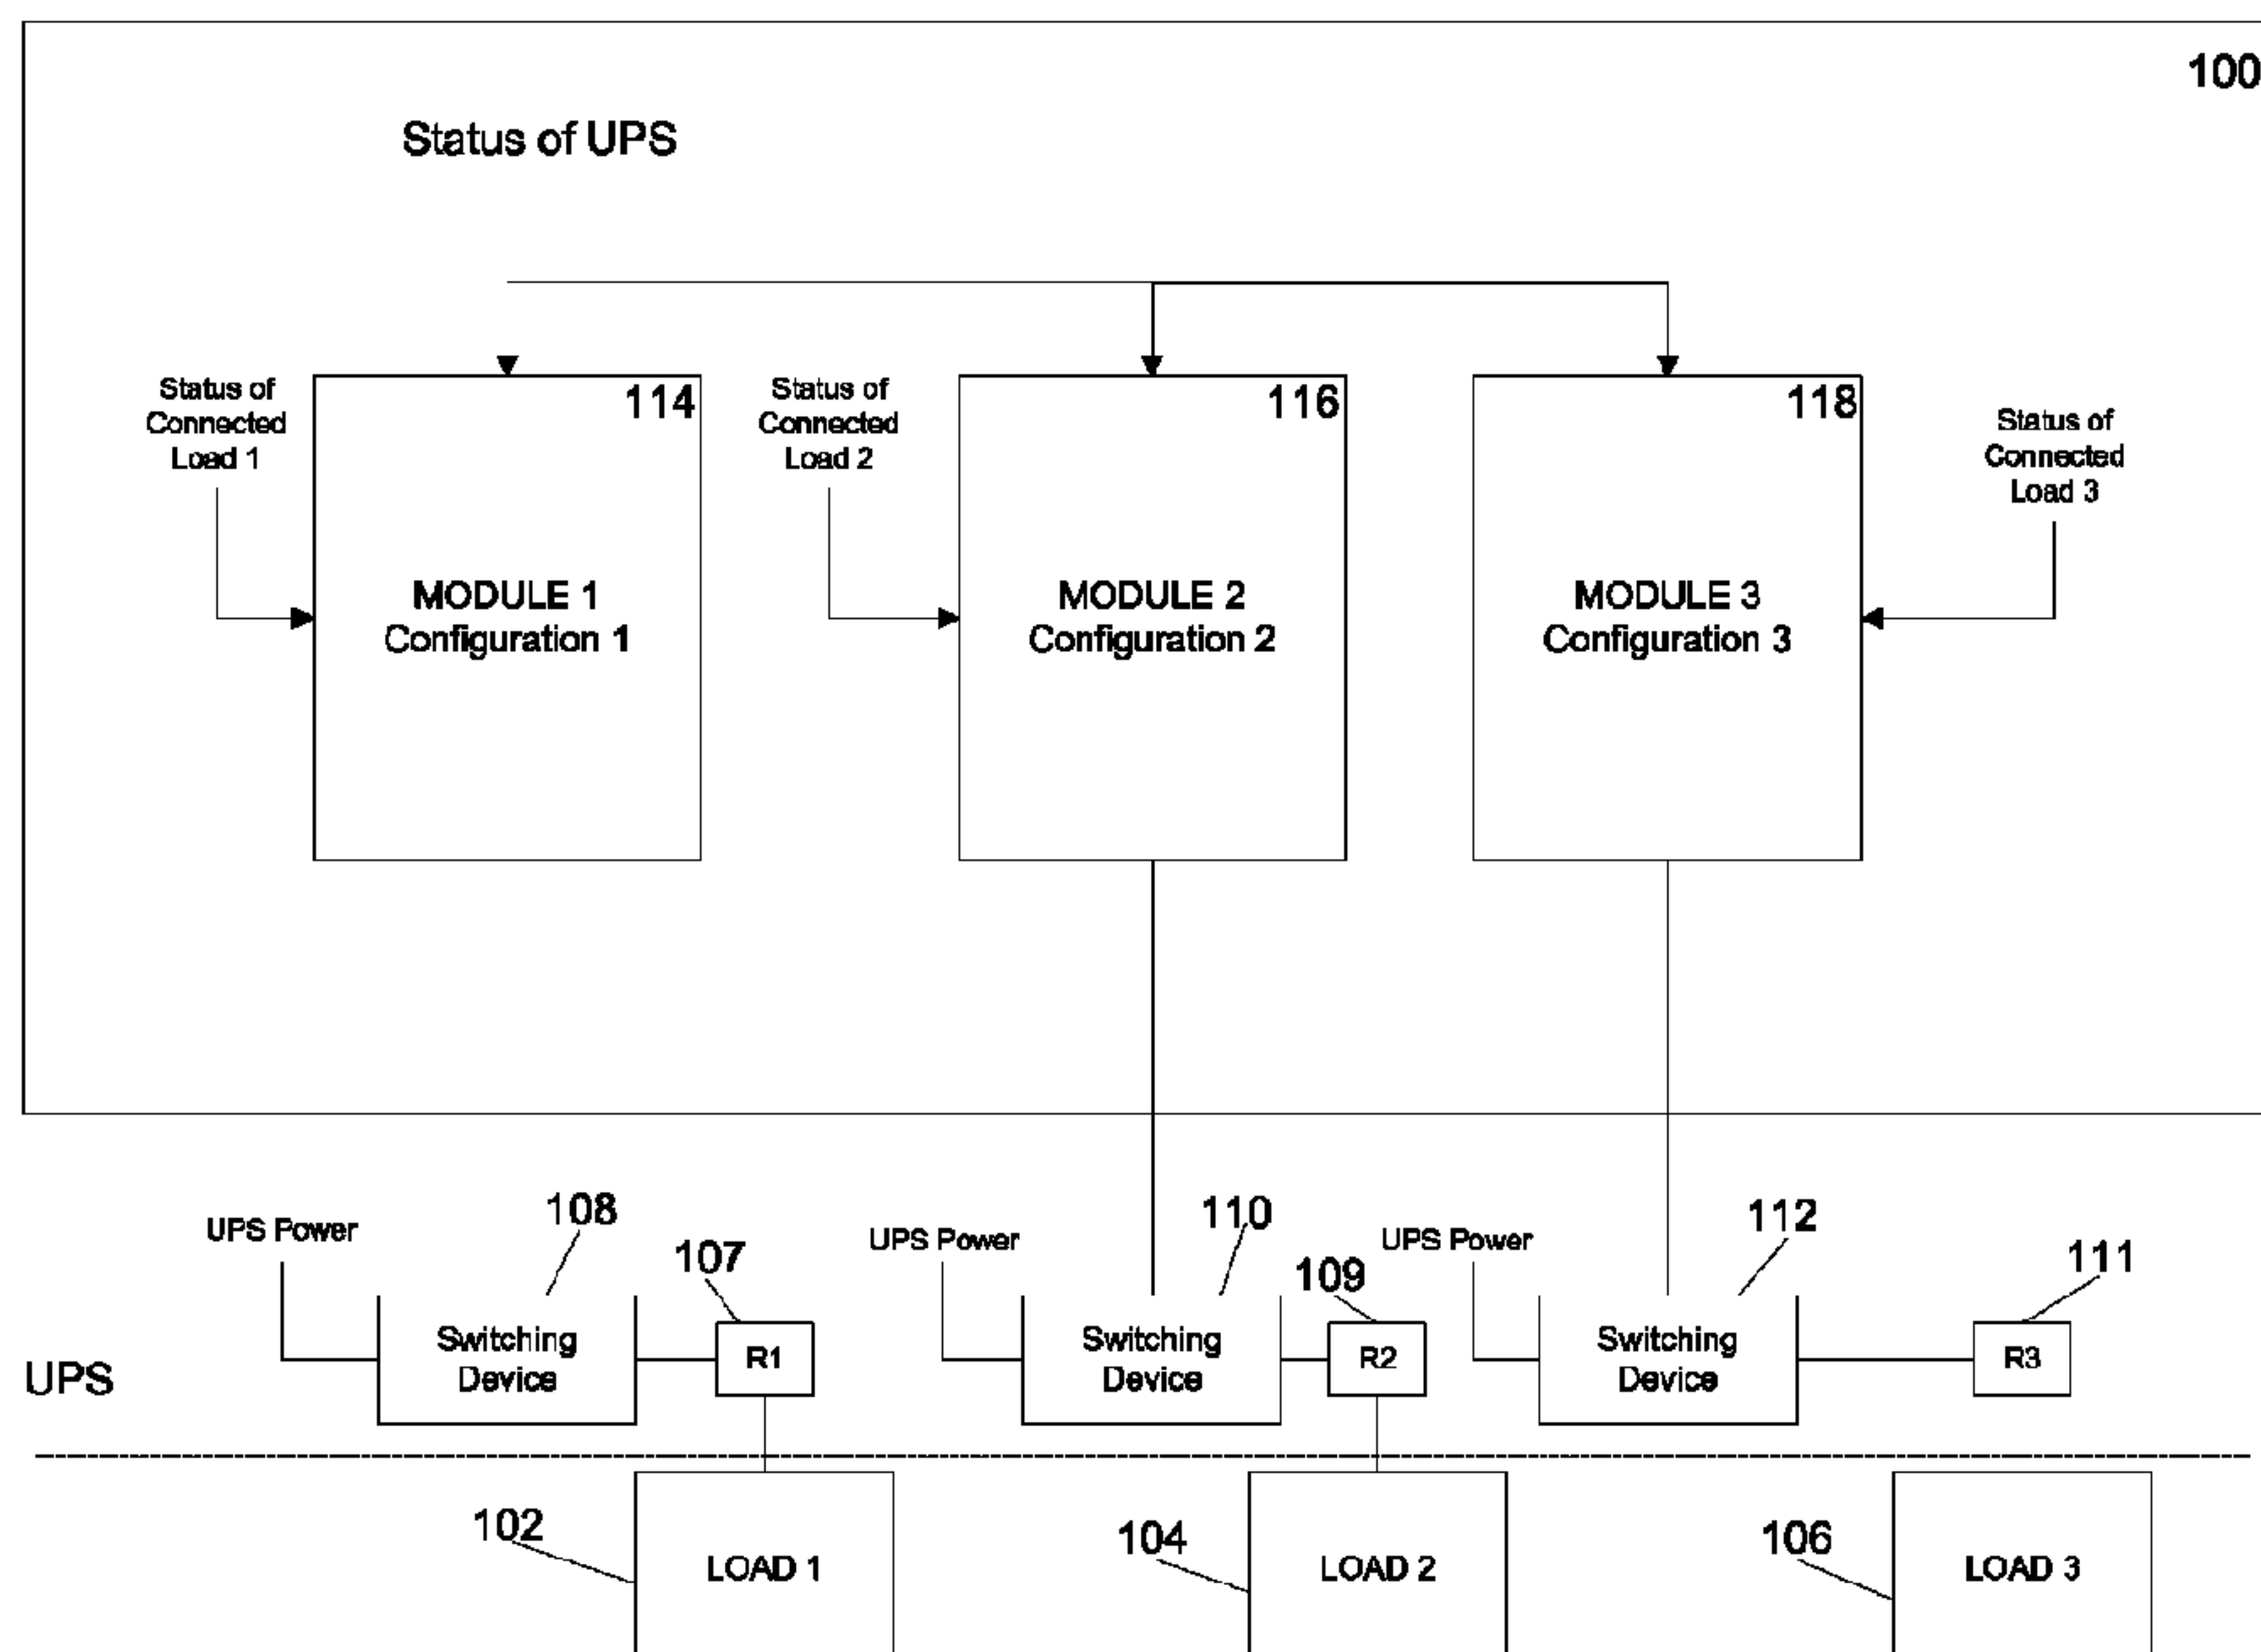 100
Status of UPS
Status of
Connected
Load 1
114
MODULE 1
Configuration 1
Status of
Connected
Load 2
116
MODULE 2
Configuration 2
118
MODULE 3
Configuration 3
Status of
Connected
Load 3
UPS
UPS Power
108
Switching
Device
107
R1
UPS Power
110
Switching
Device
109
R2
UPS Power
112
Switching
Device
111
R3
102
LOAD 1
104
LOAD 2
106
LOAD 3